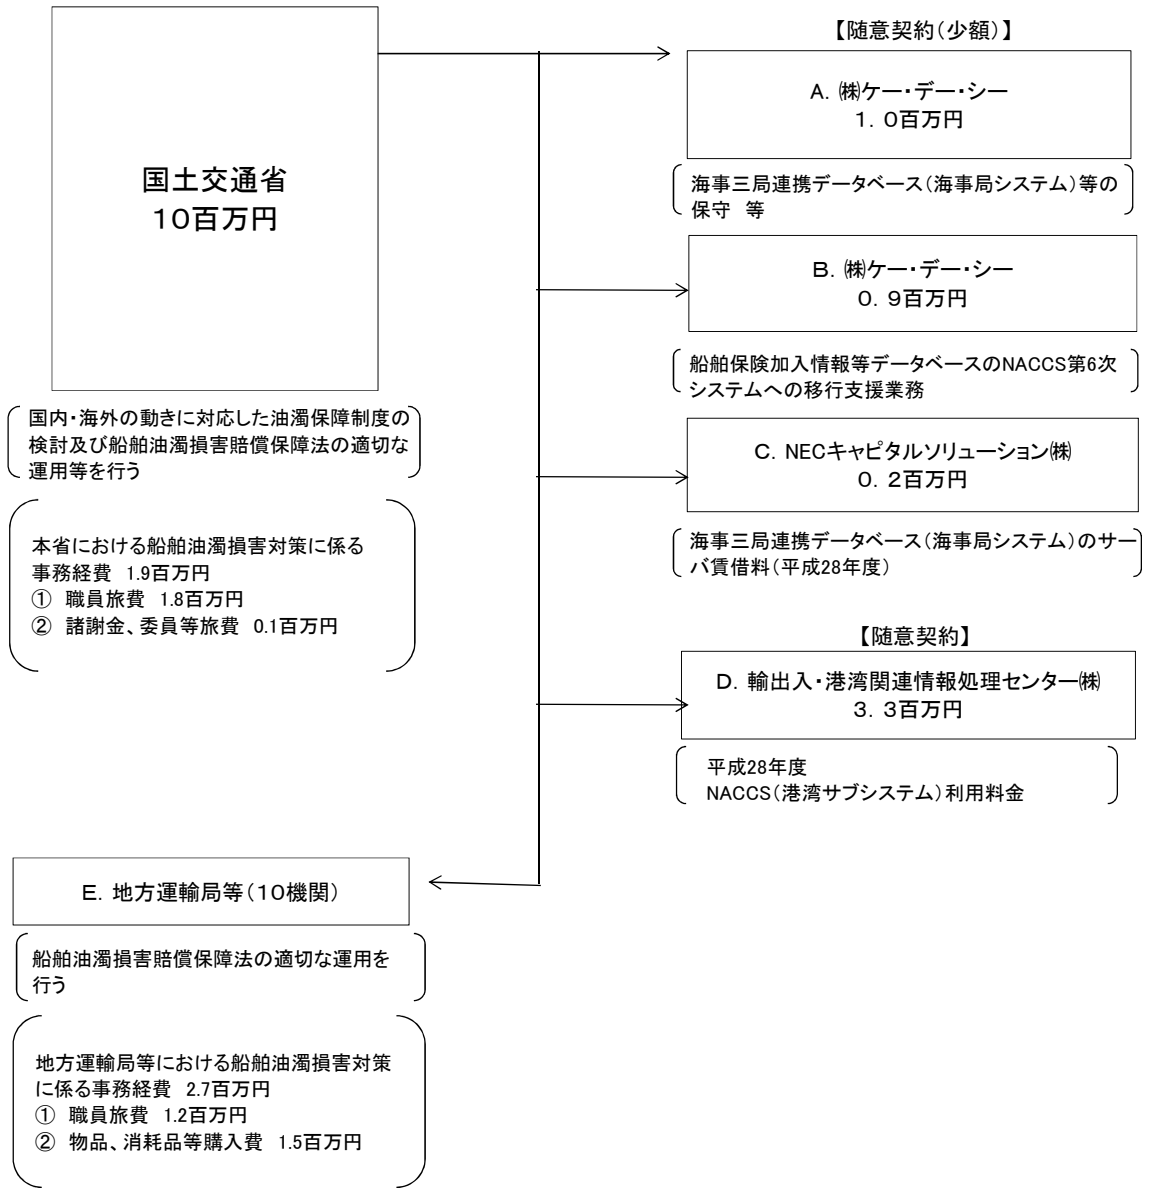 国土交通省
10百万円
国内・海外の動きに対応した油濁保障制度の
検討及び船舶油濁損害賠償保障法の適切な
運用等を行う
本省における船舶油濁損害対策に係る
事務経費 1.9百万円
① 職員旅費 1.8百万円
② 諸謝金、委員等旅費 0.1百万円
【随意契約(少額)】
A. ㈱ケー・デー・シー
1. 0百万円
海事三局連携データベース(海事局システム)等の
保守 等
B. ㈱ケー・デー・シー
0. 9百万円
船舶保険加入情報等データベースのNACCS第6次
システムへの移行支援業務
C. NECキャピタルソリューション㈱
0. 2百万円
海事三局連携データベース(海事局システム)のサー
バ賃借料(平成28年度)
【随意契約】
D. 輸出入・港湾関連情報処理センター㈱
3. 3百万円
平成28年度
NACCS(港湾サブシステム)利用料金
E. 地方運輸局等(10機関)
船舶油濁損害賠償保障法の適切な運用を
行う
地方運輸局等における船舶油濁損害対策
に係る事務経費 2.7百万円
① 職員旅費 1.2百万円
② 物品、消耗品等購入費 1.5百万円